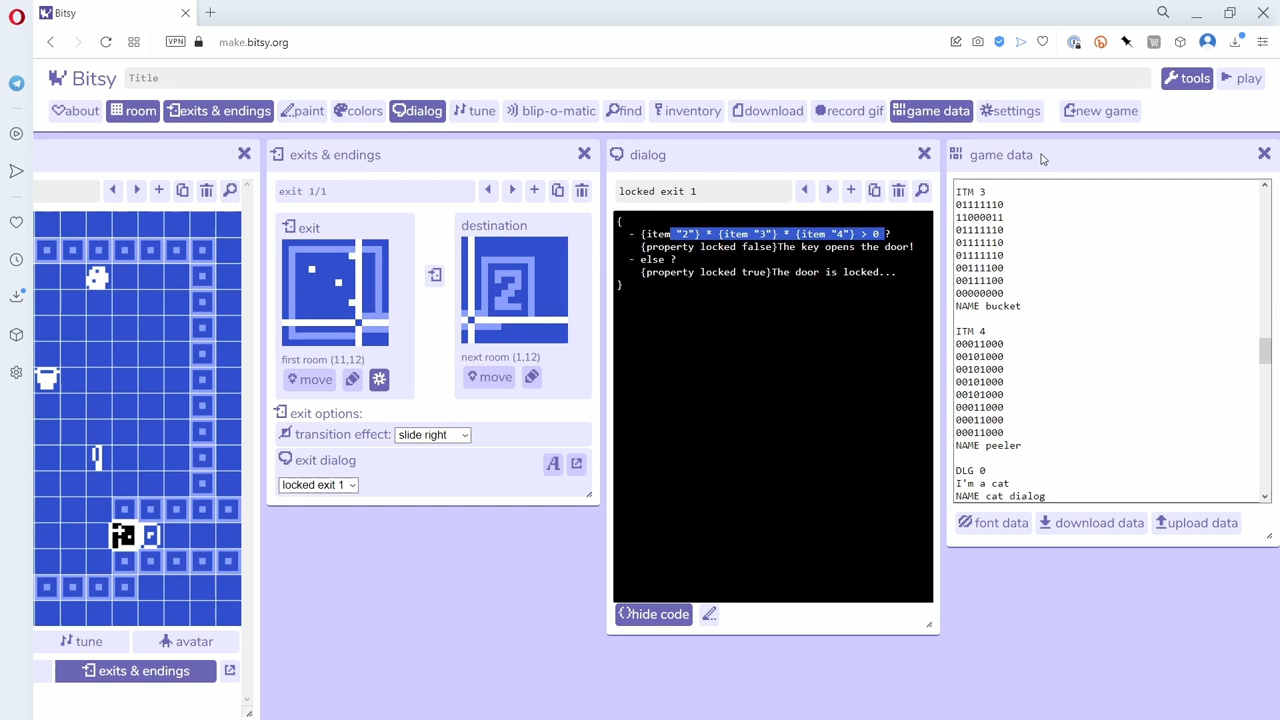 Bitsy
VPN
make.bitsy.org
Bitsy
Title
tools
play
about
room
exits & endings
paint
colors
dialog
tune
blip-o-matic
find
inventory
download
record gif
game data
settings
new game
exits & endings
exit 1/1
exit
destination
first room (11,12)
next room (1,12)
move
move
exit options:
transition effect:
slide right
exit dialog
locked exit 1
dialog
locked exit 1
{
- {item "2"} * {item "3"} * {item "4"} > 0 ?
{property locked false}The key opens the door!
- else ?
{property locked true}The door is locked...
}
hide code
game data
ITM 3
01111110
11000011
01111110
01111110
01111110
00111100
00111100
00000000
NAME bucket
ITM 4
00011000
00101000
00101000
00101000
00101000
00011000
00011000
00011000
NAME peeler
DLG 0
I'm a cat
NAME cat dialog
font data
download data
upload data
tune
avatar
exits & endings